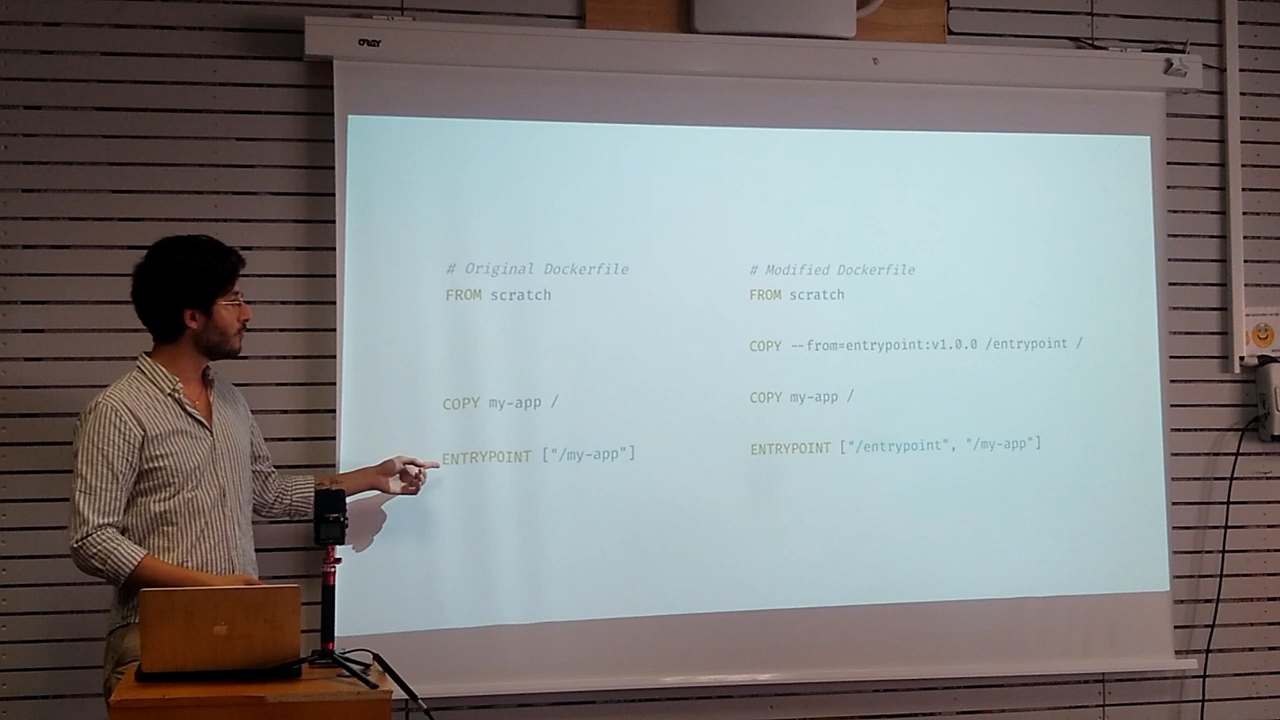 ORAY
# Original Dockerfile
FROM scratch
COPY my-app /
ENTRYPOINT ["/my-app"]
# Modified Dockerfile
FROM scratch
COPY --from=entrypoint:v1.0.0 /entrypoint /
COPY my-app /
ENTRYPOINT ["/entrypoint", "/my-app"]